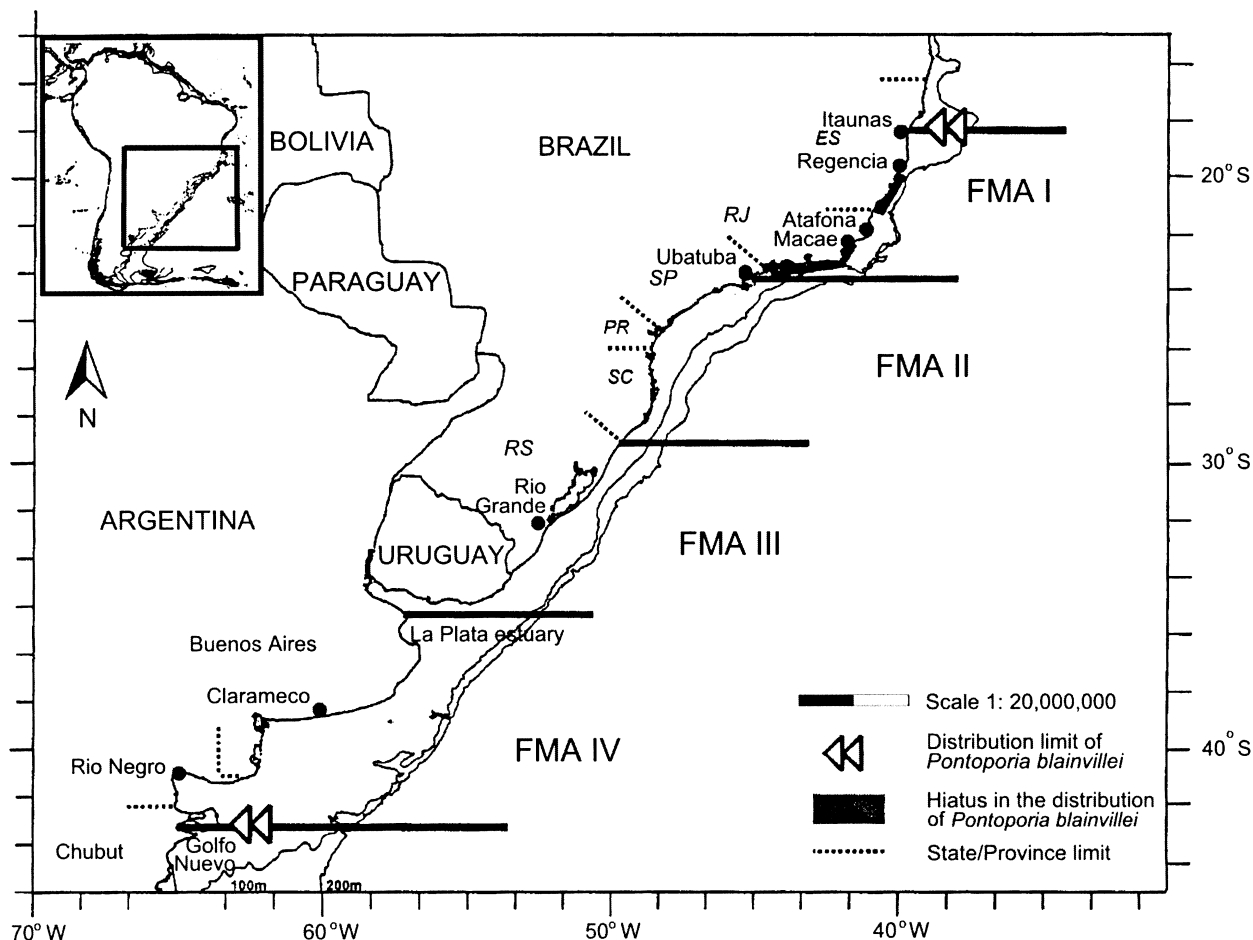 BOLIVIA
BRAZIL
PARAGUAY
N
ARGENTINA
URUGUAY
Itaunas
ES
Regencia
FMA I
20°S
RJ
Atafona
Macae
Ubatuba
SP
PR
SC
FMA II
RS
Rio
Grande
30°S
FMA III
La Plata estuary
Buenos Aires
Clarameco
FMA IV
Rio Negro
40°S
Chubut
Golfo
Nuevo
100m
200m
Scale 1: 20,000,000
Distribution limit of
Pontoporia blainvillei
Hiatus in the distribution
of Pontoporia blainvillei
State/Province limit
70°W
60°W
50°W
40°W